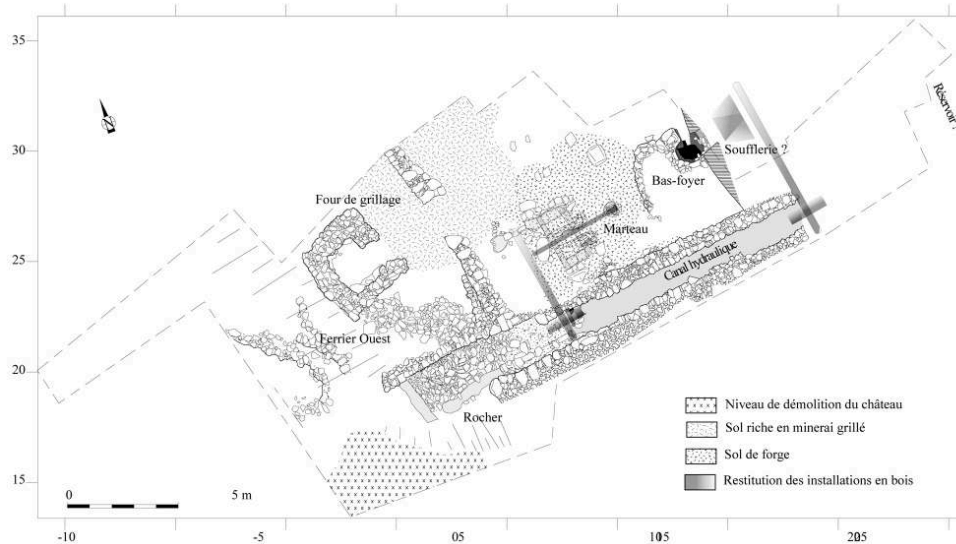 35
30
25
20
15
N
Réservoir ?
Soufflerie ?
Bas-foyer
Four de grillage
Marteau
Canal hydraulique
Ferrier Ouest
Rocher
Niveau de démolition du château
Sol riche en minerai grillé
Sol de forge
Restitution des installations en bois
0 5 m
-10 -5 05 1015 2025